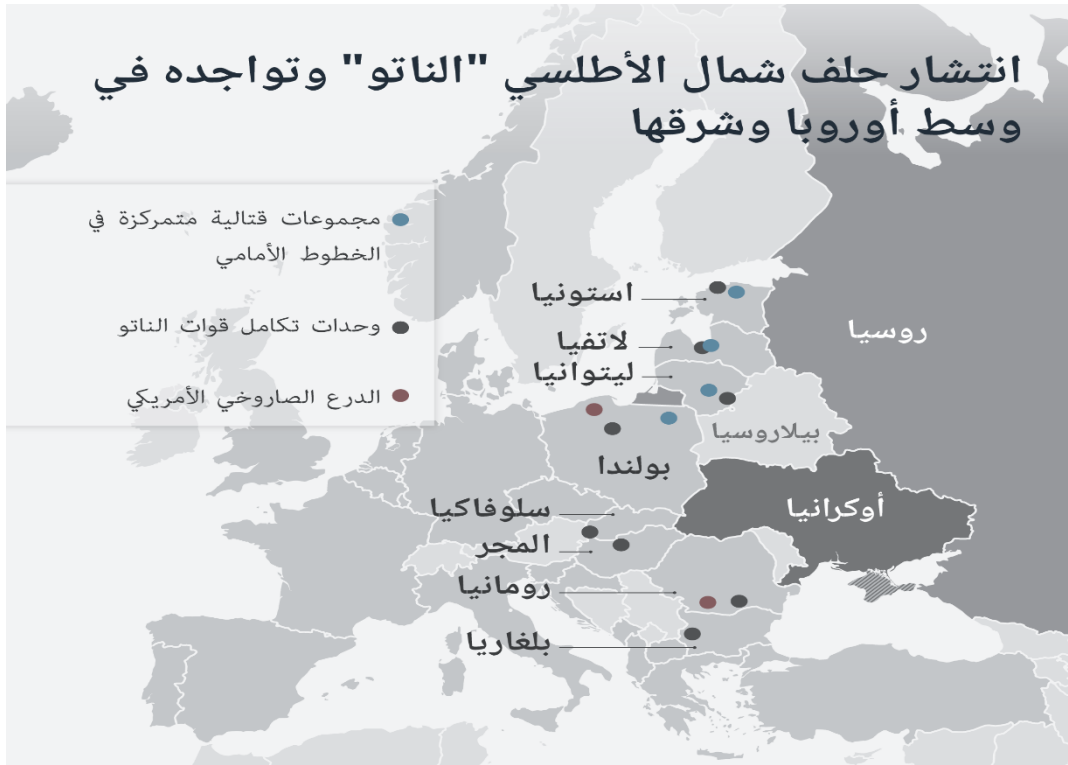 انتشار حلف شمال الأطلسي "الناتو" وتواجده في
وسط أوروبا وشرقها
مجموعات قتالية متمركزة في
الخطوط الأمامي
وحدات تكامل قوات الناتو
الدرع الصاروخي الأمريكي
استونيا
لاتفيا
ليتوانيا
روسيا
بيلاروسيا
بولندا
أوكرانيا
سلوفاكيا
المجر
رومانيا
بلغاريا